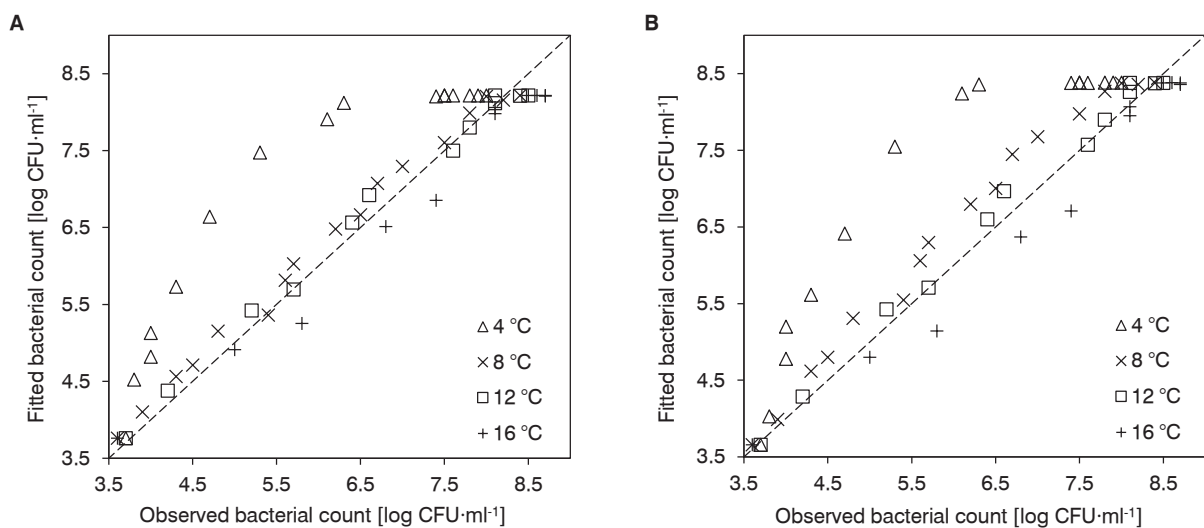 A
8.5
7.5
6.5
5.5
4.5
3.5
3.5 4.5 5.5 6.5 7.5 8.5
Fitted bacterial count [log CFU·ml⁻¹]
Observed bacterial count [log CFU·ml⁻¹]
4 °C
8 °C
12 °C
16 °C
B
8.5
7.5
6.5
5.5
4.5
3.5
3.5 4.5 5.5 6.5 7.5 8.5
Fitted bacterial count [log CFU·ml⁻¹]
Observed bacterial count [log CFU·ml⁻¹]
4 °C
8 °C
12 °C
16 °C